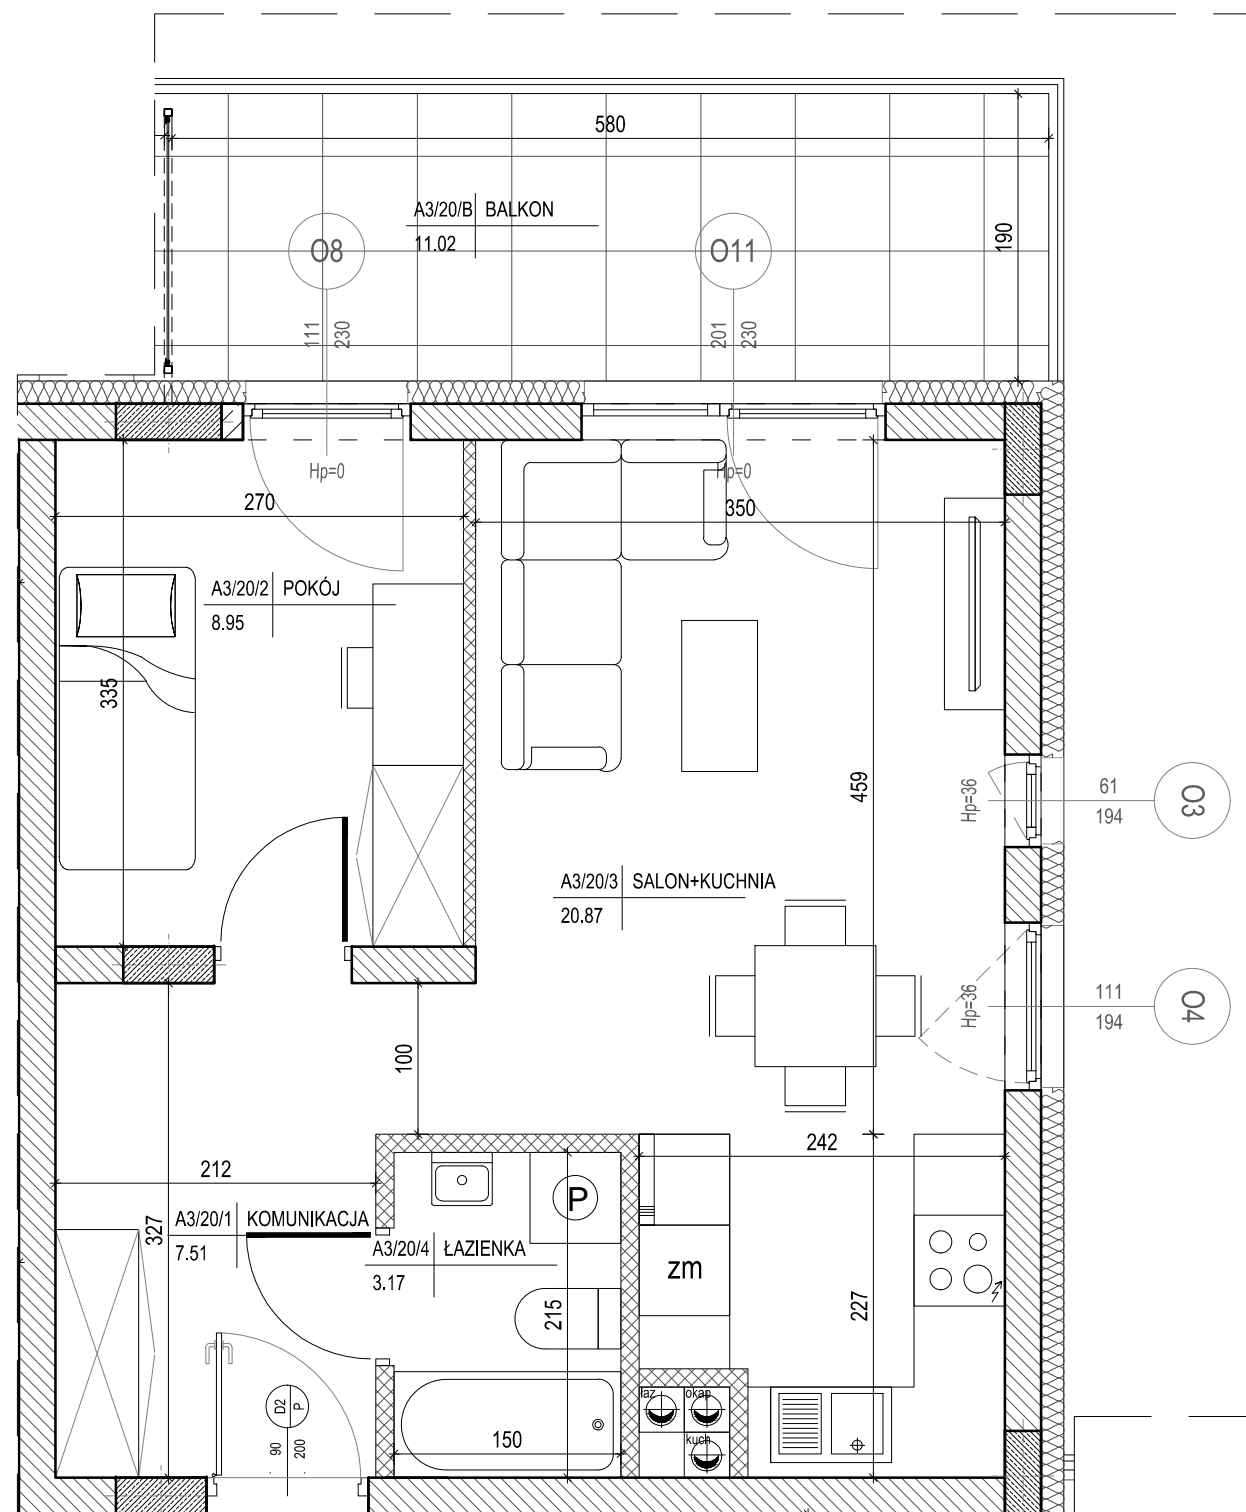 580
A3/20/B BALKON
11.02
190
O8
O11
111
230
201
230
Hp=0
Hp=0
270
350
A3/20/2 POKÓJ
8.95
335
459
Hp=36
61
194
O3
A3/20/3 SALON+KUCHNIA
20.87
Hp=36
111
194
O4
100
242
212
327
A3/20/1 KOMUNIKACJA
7.51
A3/20/4 ŁAZIENKA
3.17
P
zm
215
227
D2
P
90
200
150
łaz
okap
kuch